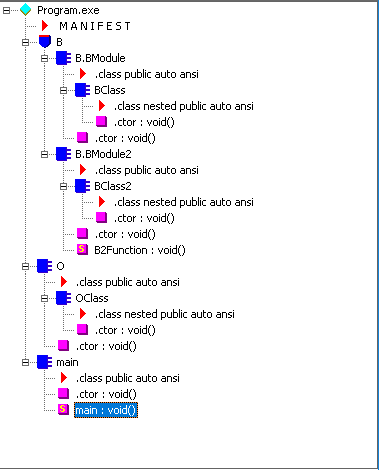 Program.exe
MANIFEST
B
B.BModule
.class public auto ansi
BClass
.class nested public auto ansi
.ctor : void()
.ctor : void()
B.BModule2
.class public auto ansi
BClass2
.class nested public auto ansi
.ctor : void()
.ctor : void()
S B2Function : void()
O
.class public auto ansi
OClass
.class nested public auto ansi
.ctor : void()
.ctor : void()
main
.class public auto ansi
.ctor : void()
S main : void()